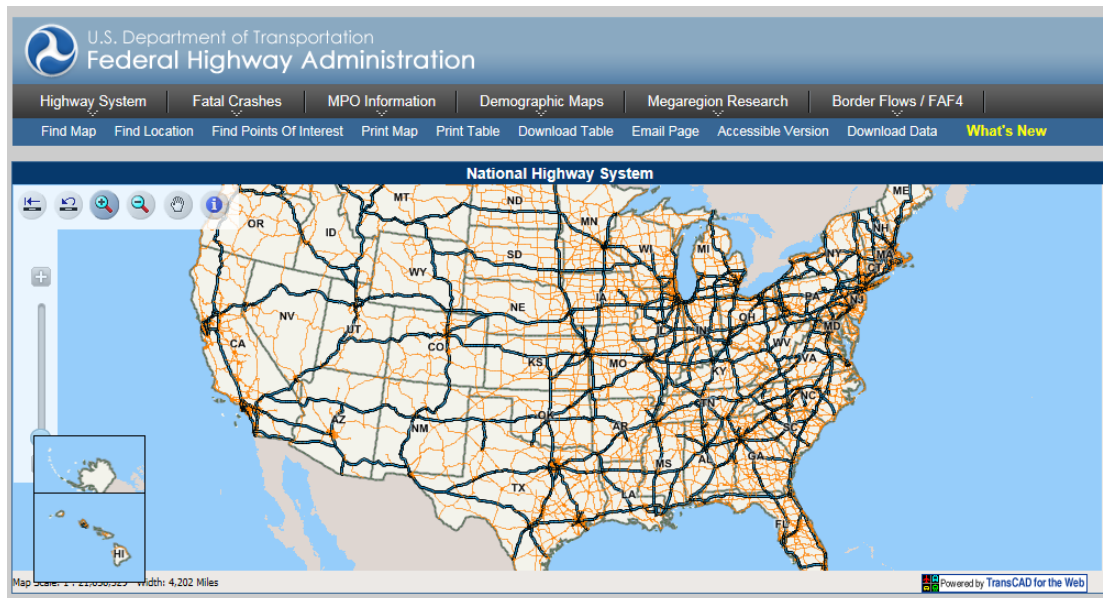 U.S. Department of Transportation
Federal Highway Administration
Highway System Fatal Crashes MPO Information Demographic Maps Megaregion Research Border Flows / FAF4
Find Map Find Location Find Points Of Interest Print Map Print Table Download Table Email Page Accessible Version Download Data What's New
National Highway System
MT ND ME
OR MN NH
ID WI MI NY MA
SD CT
WY
IA PA NJ
NE OH
NV IL IN MD
UT WV
CA CO VA
KS MO KY
NC
TN
OK
AZ NM AR SC
MS AL GA
TX LA
FL
HI
Width: 4,202 Miles
Powered by TransCAD for the Web